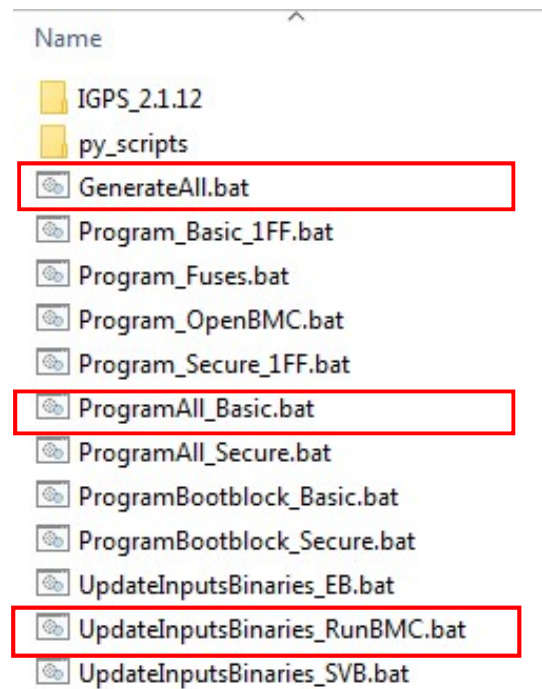 Name
IGPS_2.1.12
py_scripts
GenerateAll.bat
Program_Basic_1FF.bat
Program_Fuses.bat
Program_OpenBMC.bat
Program_Secure_1FF.bat
ProgramAll_Basic.bat
ProgramAll_Secure.bat
ProgramBootblock_Basic.bat
ProgramBootblock_Secure.bat
UpdateInputsBinaries_EB.bat
UpdateInputsBinaries_RunBMC.bat
UpdateInputsBinaries_SVB.bat